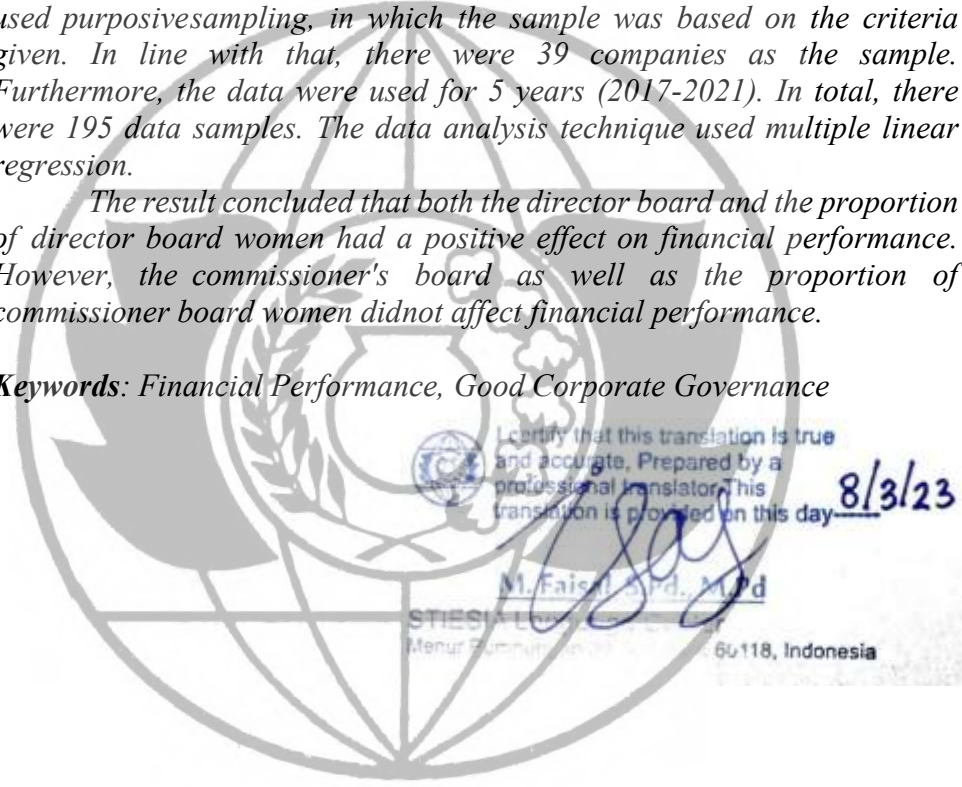 used purposivesampling, in which the sample was based on the criteria
given. In line with that, there were 39 companies as the sample.
Furthermore, the data were used for 5 years (2017-2021). In total, there
were 195 data samples. The data analysis technique used multiple linear
regression.
The result concluded that both the director board and the proportion
of director board women had a positive effect on financial performance.
However, the commissioner's board as well as the proportion of
commissioner board women didnot affect financial performance.
Keywords: Financial Performance, Good Corporate Governance
I certify that this translation is true
and accurate, Prepared by a
professional translator This
translation is provided on this day 8/3/23
M. Faisal S.Pd., M.Pd
STIESIA
Menur 60118, Indonesia